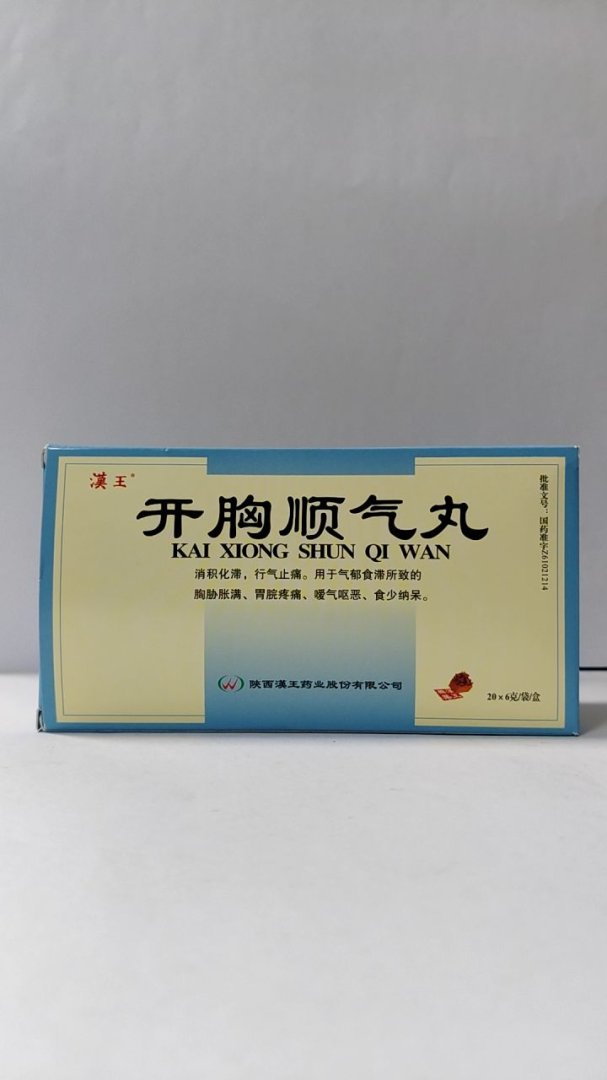 漢王®
开胸顺气丸
KAI XIONG SHUN QI WAN
消积化滞，行气止痛。用于气郁食滞所致的
胸胁胀满、胃脘疼痛、嗳气呕恶、食少纳呆。
陕西漢王药业股份有限公司
20×6克/袋/盒
批准文号：国药准字Z61021214